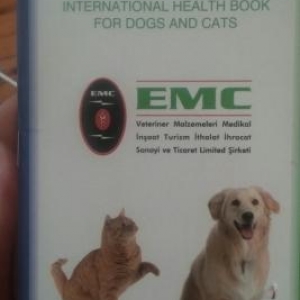 INTERNATIONAL HEALTH BOOK
FOR DOGS AND CATS
EMC
Veteriner Malzemeleri Medikal
İnşaat Turizm İthalat İhracat
Sanayi ve Ticaret Limited Şirketi